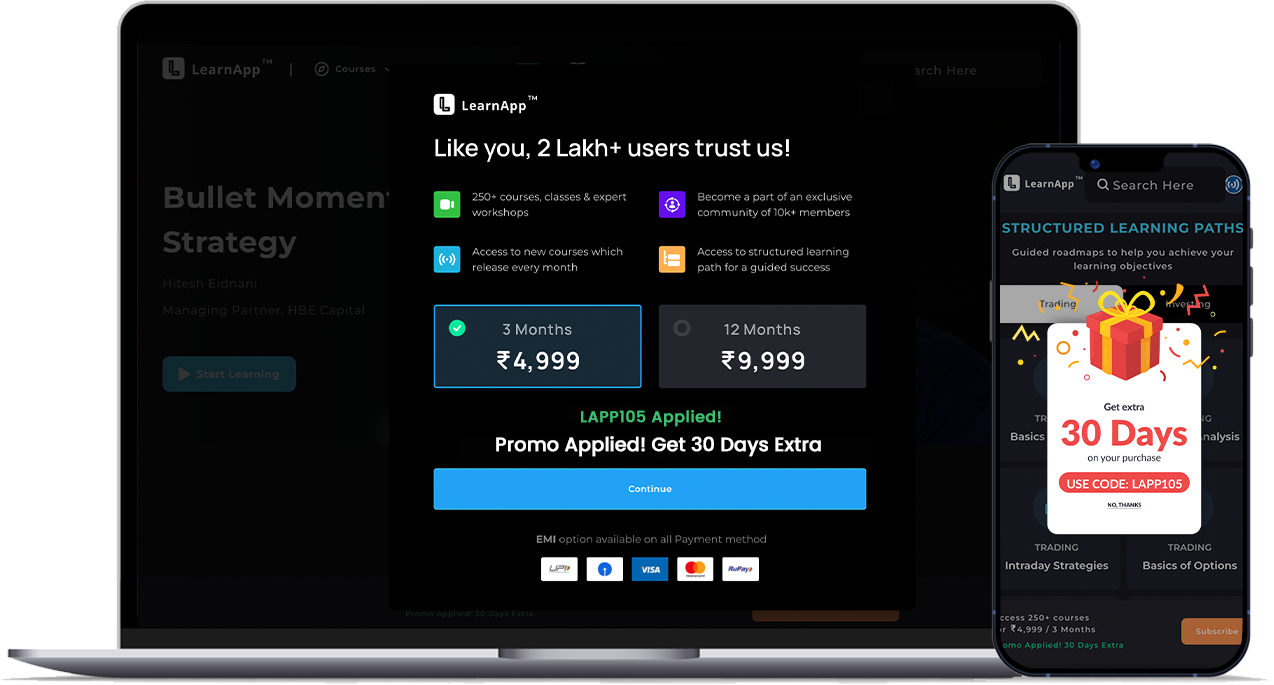 LearnApp™ | Courses
arch Here
Bullet Moment
Strategy
Hitesh Eidnani
Managing Partner, HBE Capital
Start Learning
LearnApp™
Like you, 2 Lakh+ users trust us!
250+ courses, classes & expert
workshops
Become a part of an exclusive
community of 10k+ members
Access to new courses which
release every month
Access to structured learning
path for a guided success
3 Months
₹4,999
12 Months
₹9,999
LAPP105 Applied!
Promo Applied! Get 30 Days Extra
Continue
EMI option available on all Payment method
UPI
VISA
mastercard
RuPay
Promo Applied! 30 Days Extra
LearnApp™
Search Here
STRUCTURED LEARNING PATHS
Guided roadmaps to help you achieve your
learning objectives
Trading
Investing
Get extra
30 Days
on your purchase
USE CODE: LAPP105
NO, THANKS
TR
NG
Basics
nalysis
TRADING
Intraday Strategies
TRADING
Basics of Options
ccess 250+ courses
r ₹4,999 / 3 Months
omo Applied! 30 Days Extra
Subscribe